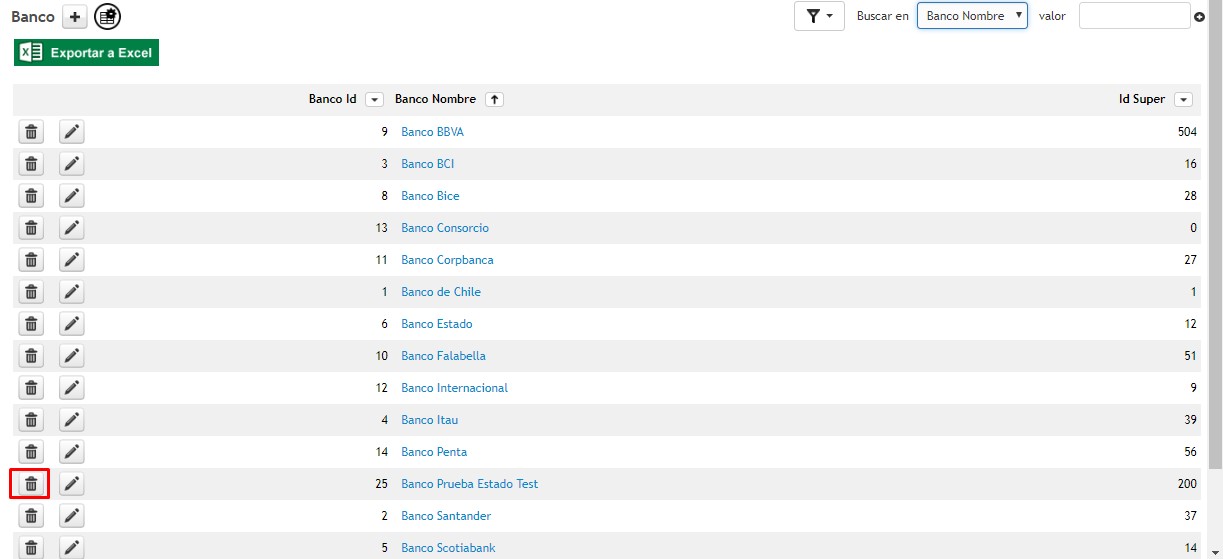 Banco
Buscar en Banco Nombre valor
Exportar a Excel
Banco Id Banco Nombre Id Super
9 Banco BBVA 504
3 Banco BCI 16
8 Banco Bice 28
13 Banco Consorcio 0
11 Banco Corpbanca 27
1 Banco de Chile 1
6 Banco Estado 12
10 Banco Falabella 51
12 Banco Internacional 9
4 Banco Itau 39
14 Banco Penta 56
25 Banco Prueba Estado Test 200
2 Banco Santander 37
5 Banco Scotiabank 14